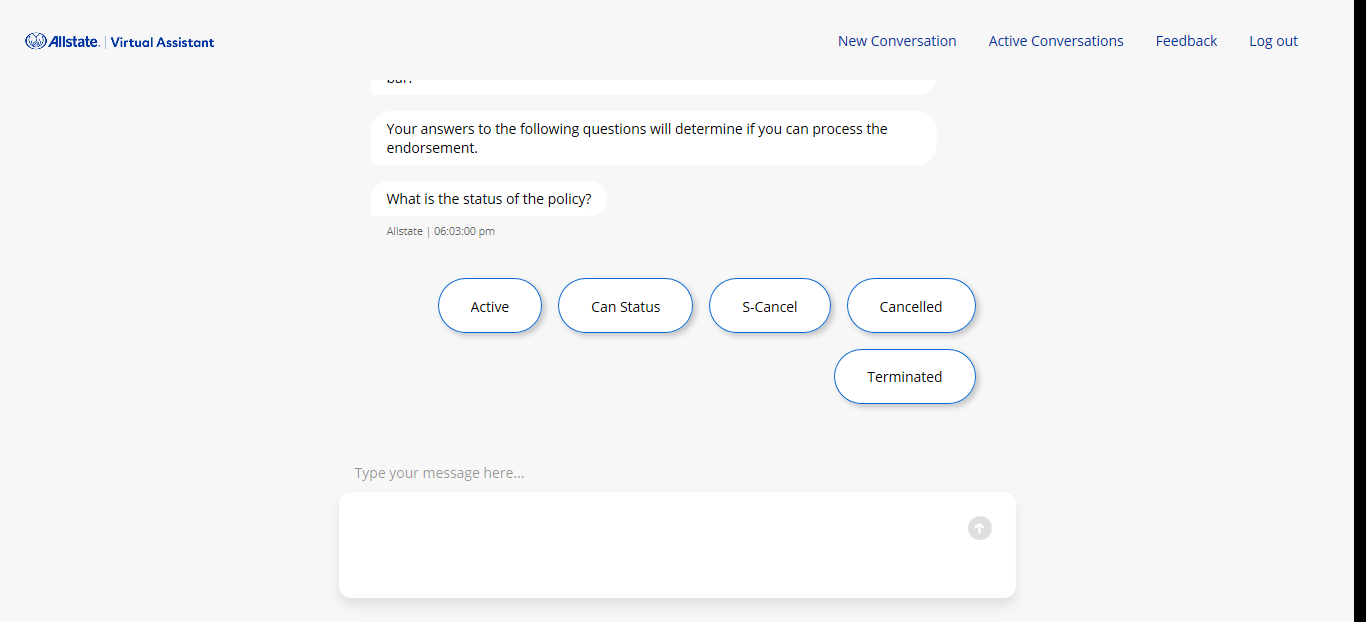 Allstate. | Virtual Assistant
New Conversation Active Conversations Feedback Log out
Your answers to the following questions will determine if you can process the
endorsement.
What is the status of the policy?
Allstate | 06:03:00 pm
Active Can Status S-Cancel Cancelled
Terminated
Type your message here...